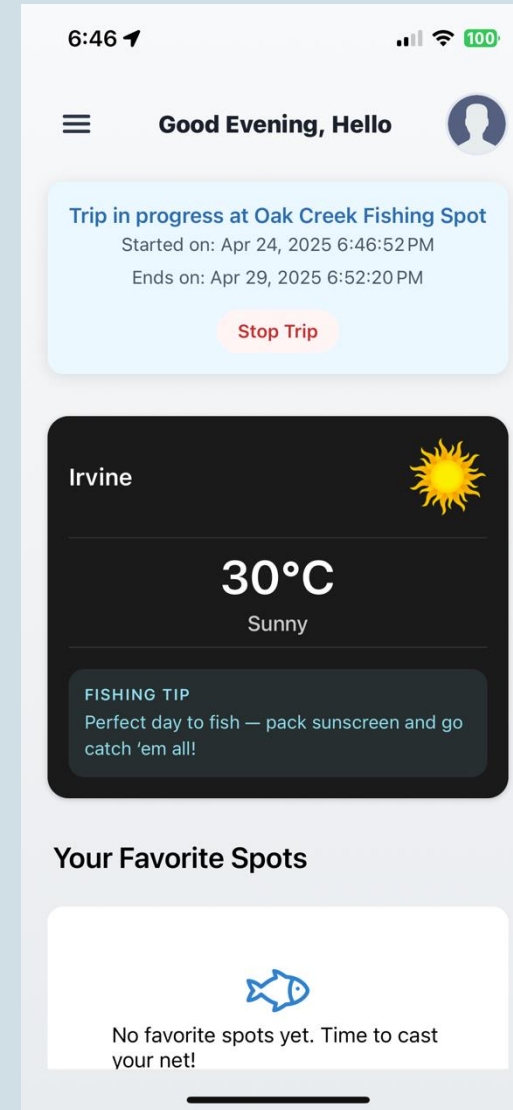 6:46
100
Good Evening, Hello
Trip in progress at Oak Creek Fishing Spot
Started on: Apr 24, 2025 6:46:52 PM
Ends on: Apr 29, 2025 6:52:20 PM
Stop Trip
Irvine
30°C
Sunny
FISHING TIP
Perfect day to fish — pack sunscreen and go
catch ‘em all!
Your Favorite Spots
No favorite spots yet. Time to cast
your net!